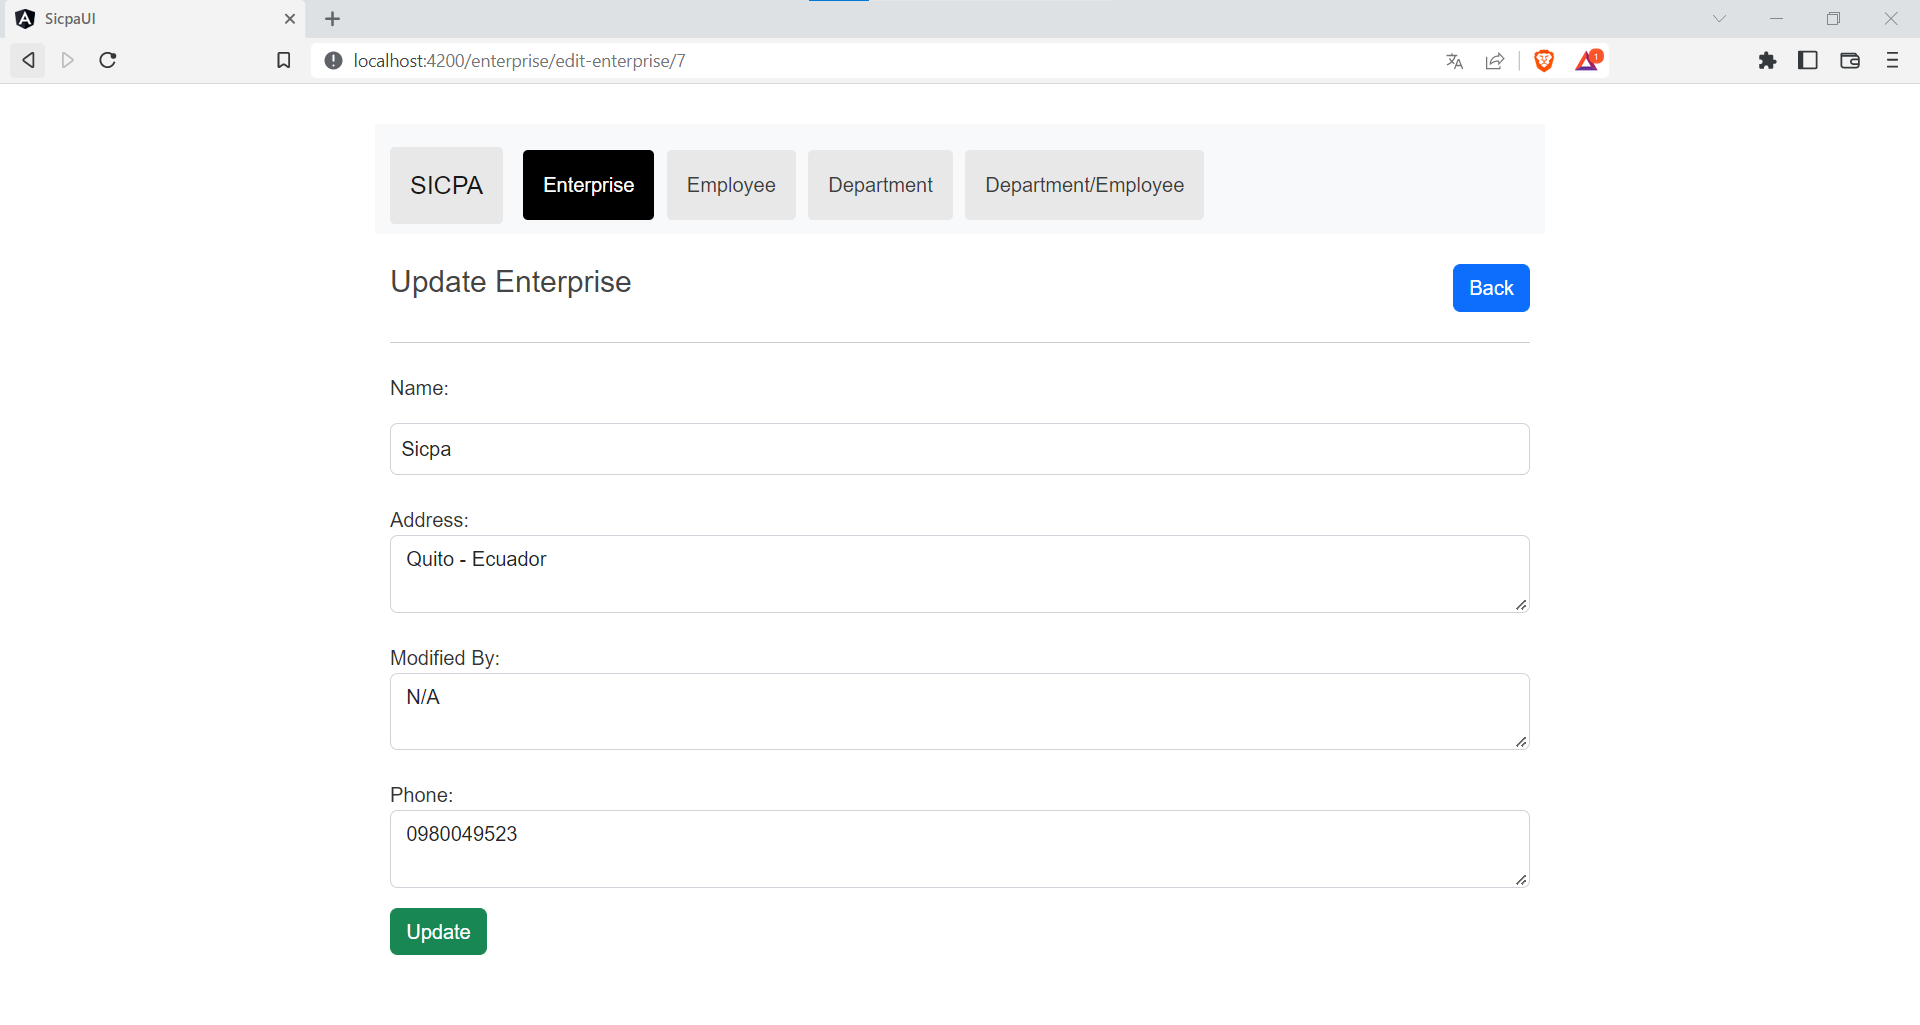 SicpaUI
localhost:4200/enterprise/edit-enterprise/7
1
SICPA Enterprise Employee Department Department/Employee
Update Enterprise
Back
Name:
Sicpa
Address:
Quito - Ecuador
Modified By:
N/A
Phone:
0980049523
Update